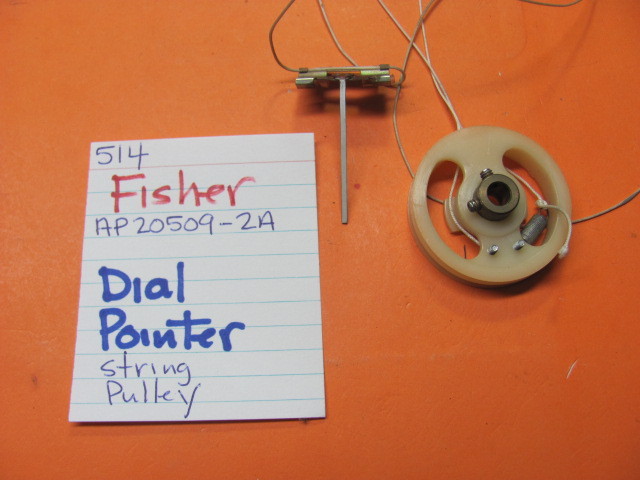 514
Fisher
AP20509-2A
Dial
Pointer
string
Pulley